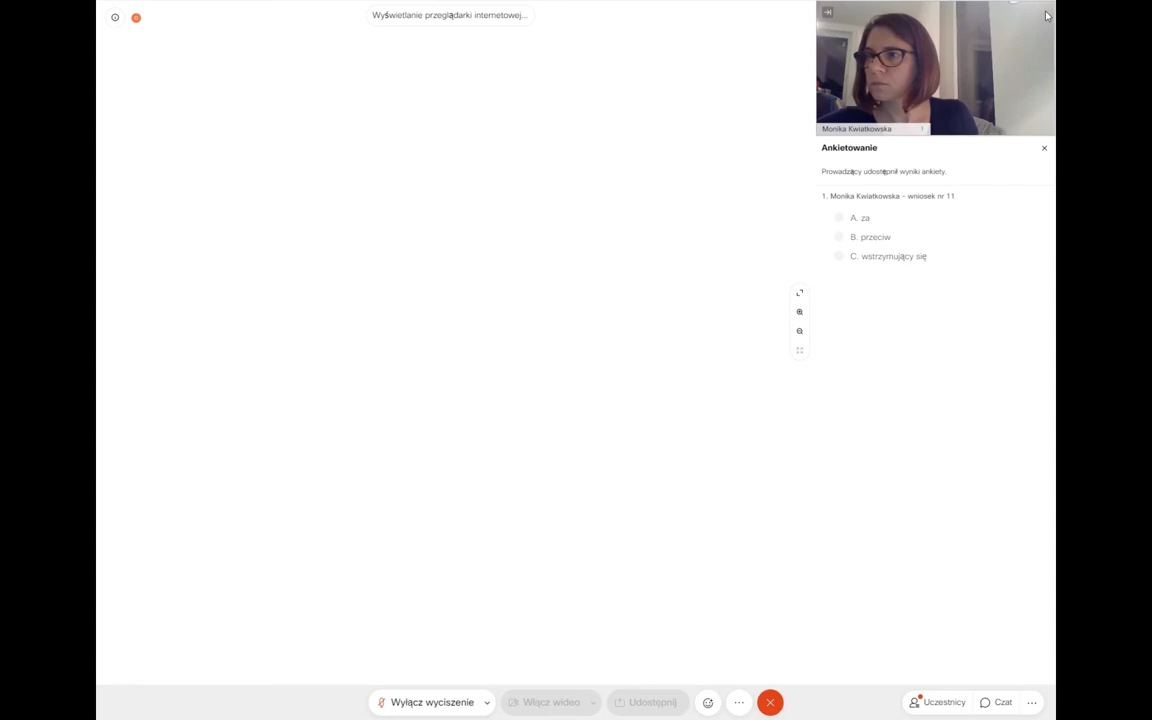 Wyświetlanie przeglądarki internetowej...
Monika Kwiatkowska
Ankietowanie
Prowadzący udostępnił wyniki ankiety.
1. Monika Kwiatkowska - wniosek nr 11
A. za
B. przeciw
C. wstrzymujący się
Wyłącz wyciszenie
Włącz wideo
Udostępnij
Uczestnicy
Czat